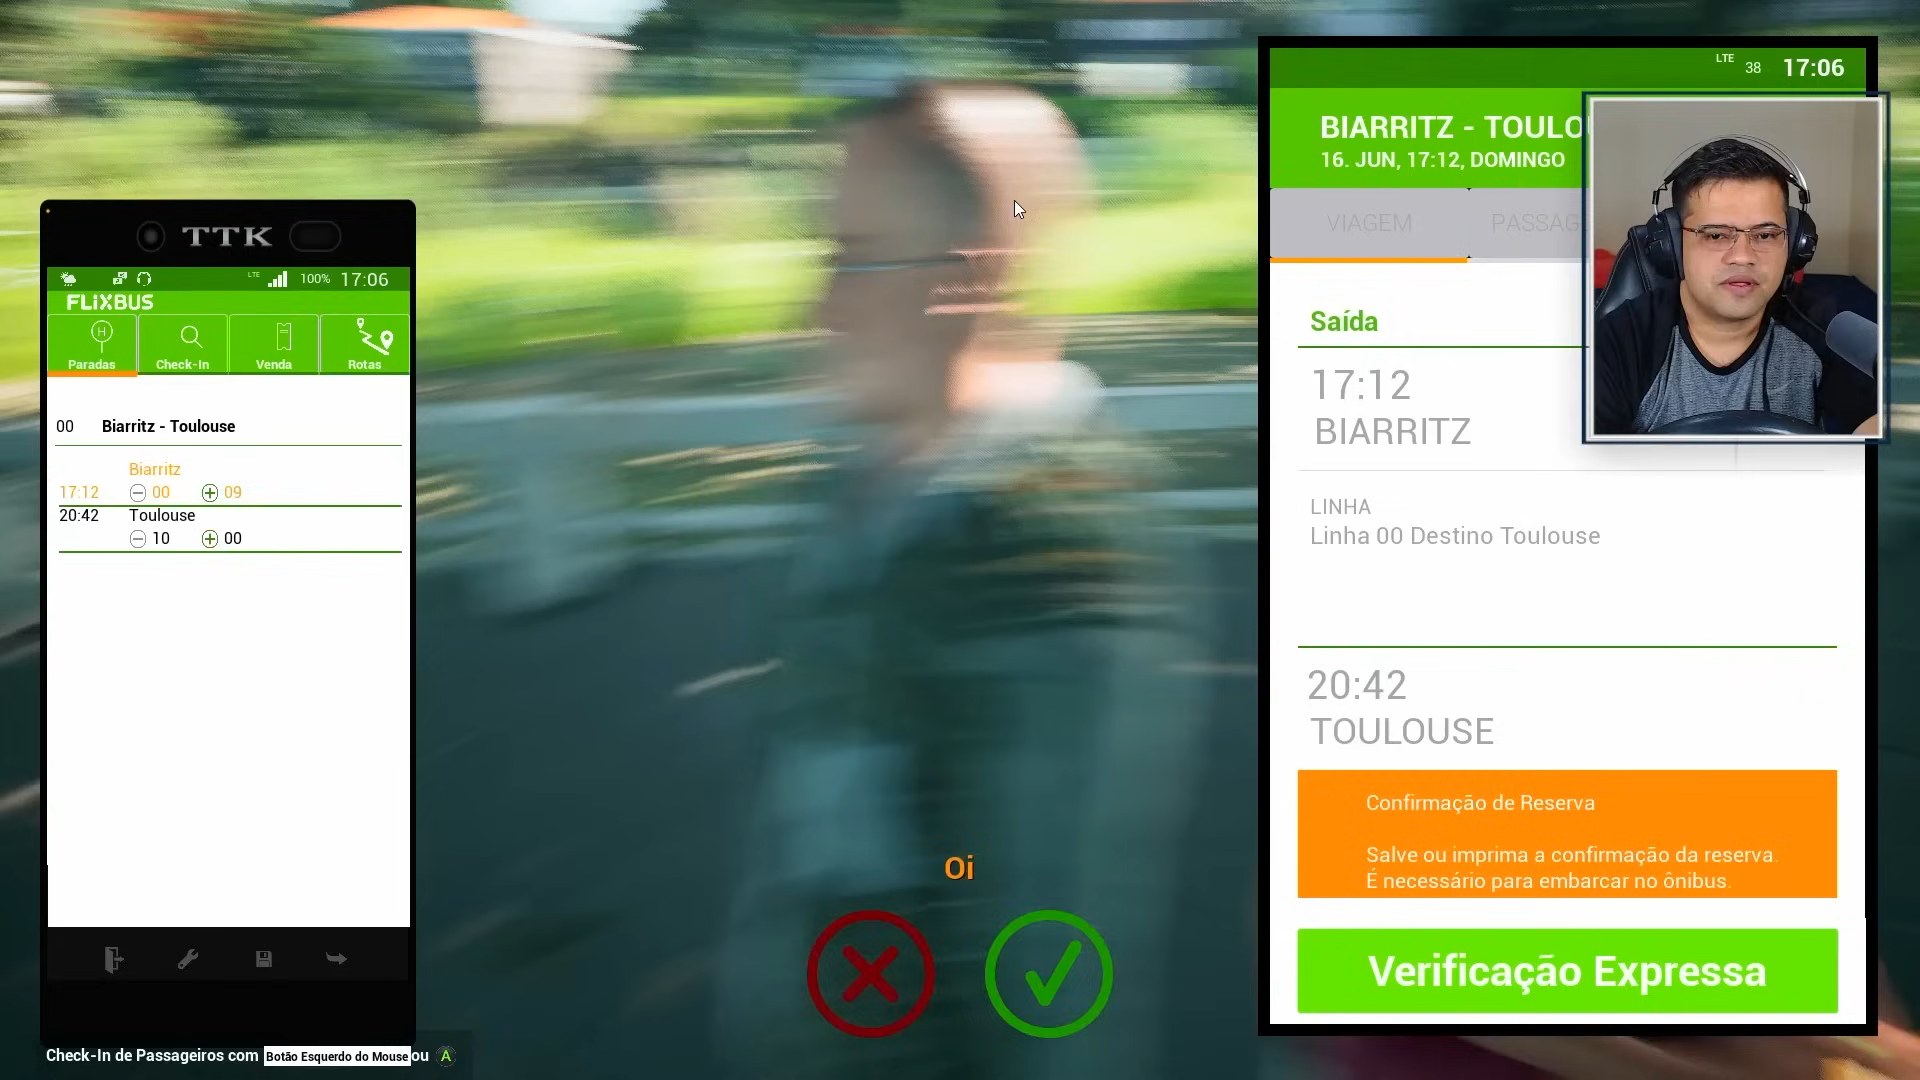 TTK
LTE 100% 17:06
FLiXBUS
Paradas Check-In Venda Rotas
00 Biarritz - Toulouse
Biarritz
17:12 00 09
20:42 Toulouse
10 00
Check-In de Passageiros com Botão Esquerdo do Mouse ou A
Oi
LTE 38 17:06
BIARRITZ - TOULO
16. JUN, 17:12, DOMINGO
VIAGEM PASSAG
Saída
17:12
BIARRITZ
LINHA
Linha 00 Destino Toulouse
20:42
TOULOUSE
Confirmação de Reserva
Salve ou imprima a confirmação da reserva.
É necessário para embarcar no ônibus.
Verificação Expressa